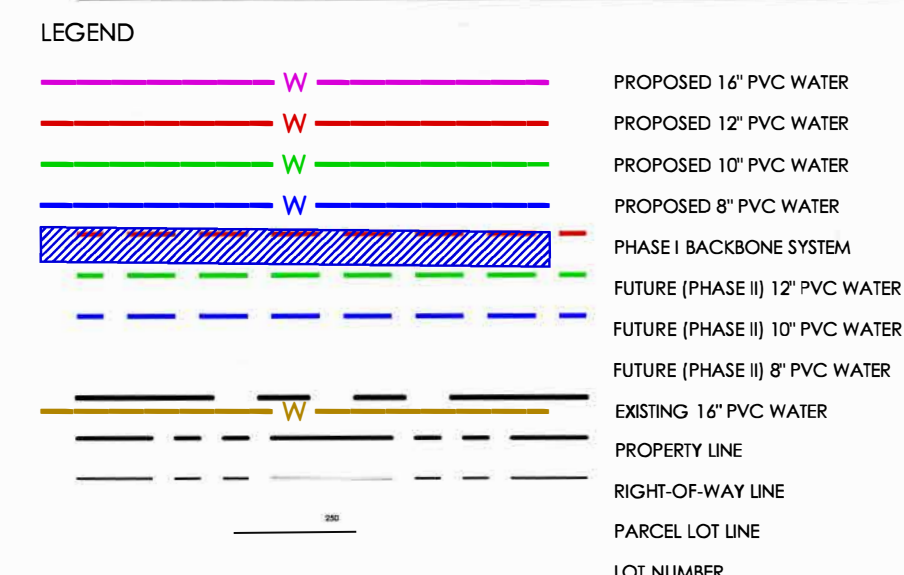 LEGEND
W PROPOSED 16" PVC WATER
W PROPOSED 12" PVC WATER
W PROPOSED 10" PVC WATER
W PROPOSED 8" PVC WATER
PHASE I BACKBONE SYSTEM
FUTURE (PHASE II) 12" PVC WATER
FUTURE (PHASE II) 10" PVC WATER
FUTURE (PHASE II) 8" PVC WATER
W EXISTING 16" PVC WATER
PROPERTY LINE
RIGHT-OF-WAY LINE
250
PARCEL LOT LINE
LOT NUMBER